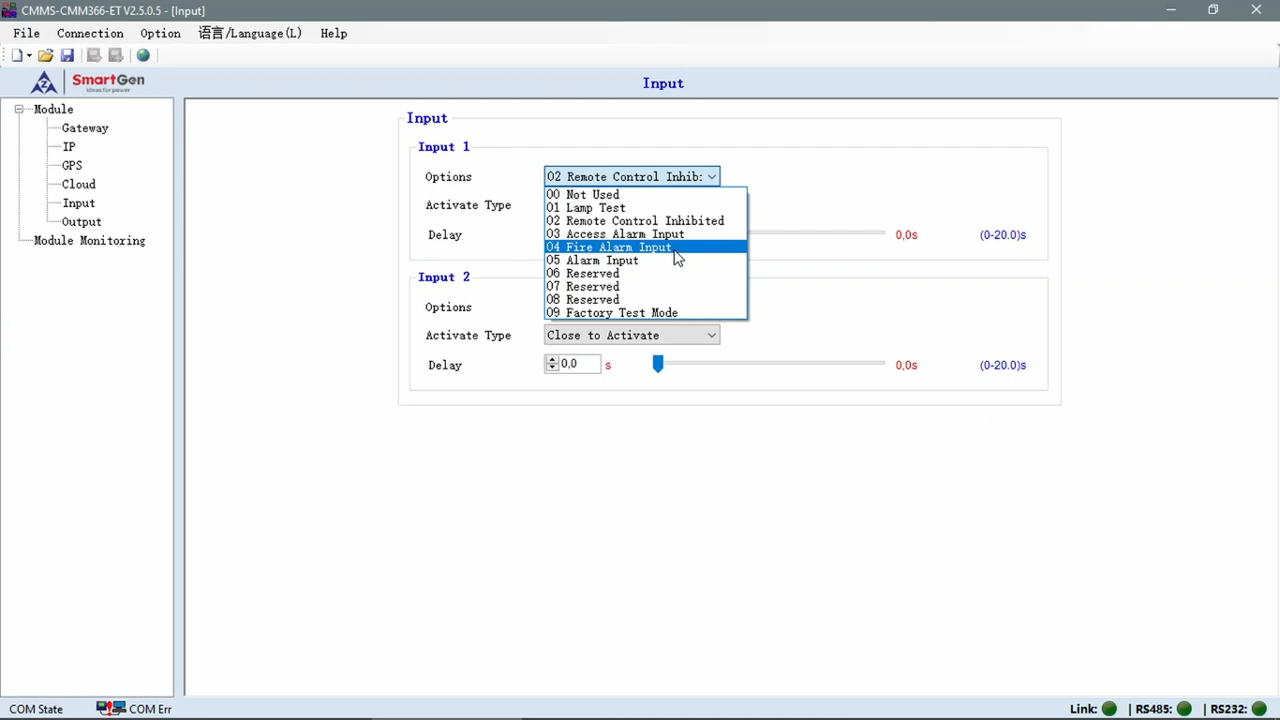 CMMS-CMM366-ET V2.5.0.5 - [Input]
File Connection Option 语言/Language(L) Help
SmartGen
ideas for power
Input
Module
Gateway
IP
GPS
Cloud
Input
Output
Module Monitoring
Input
Input 1
Options 02 Remote Control Inhib:
00 Not Used
01 Lamp Test
02 Remote Control Inhibited
03 Access Alarm Input
04 Fire Alarm Input
05 Alarm Input
06 Reserved
07 Reserved
08 Reserved
09 Factory Test Mode
Activate Type
Delay 0,0s (0-20.0)s
Input 2
Options
Activate Type Close to Activate
Delay 0,0 s 0,0s (0-20.0)s
COM State COM Err Link: | RS485: | RS232: